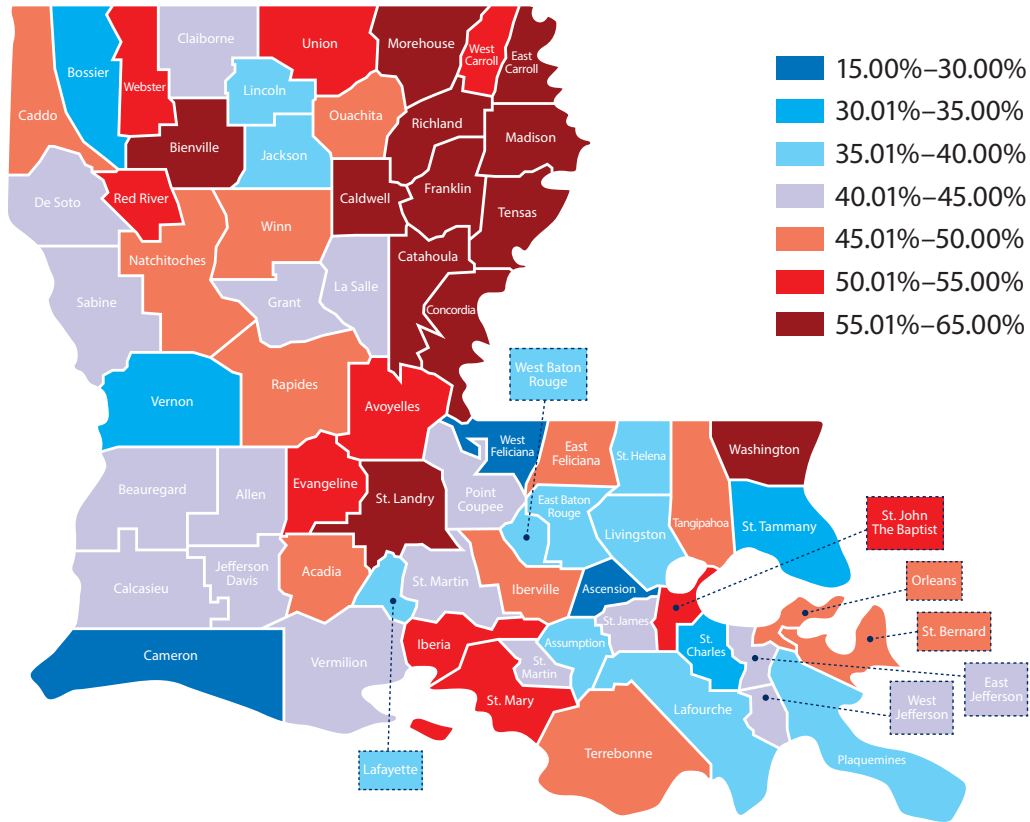 Claiborne
Union
Morehouse
West
Carroll
East
Carroll
Bossier
Webster
Lincoln
Caddo
Ouachita
Richland
Madison
Bienville
Jackson
De Soto
Red River
Caldwell
Franklin
Tensas
Winn
Natchitoches
Catahoula
Sabine
Grant
La Salle
Concordia
15.00%–30.00%
30.01%–35.00%
35.01%–40.00%
40.01%–45.00%
45.01%–50.00%
50.01%–55.00%
55.01%–65.00%
West Baton
Rouge
Vernon
Rapides
Avoyelles
West
Feliciana
East
Feliciana
St. Helena
Washington
Beauregard
Allen
Evangeline
St. Landry
Point
Coupee
East Baton
Rouge
Livingston
Tangipahoa
St. Tammany
St. John
The Baptist
Calcasieu
Jefferson
Davis
Acadia
St. Martin
Iberville
Ascension
Orleans
St. James
St. Bernard
Cameron
Vermilion
Iberia
St.
Martin
Assumption
St.
Charles
East
Jefferson
West
Jefferson
St. Mary
Lafourche
Terrebonne
Plaquemines
Lafayette